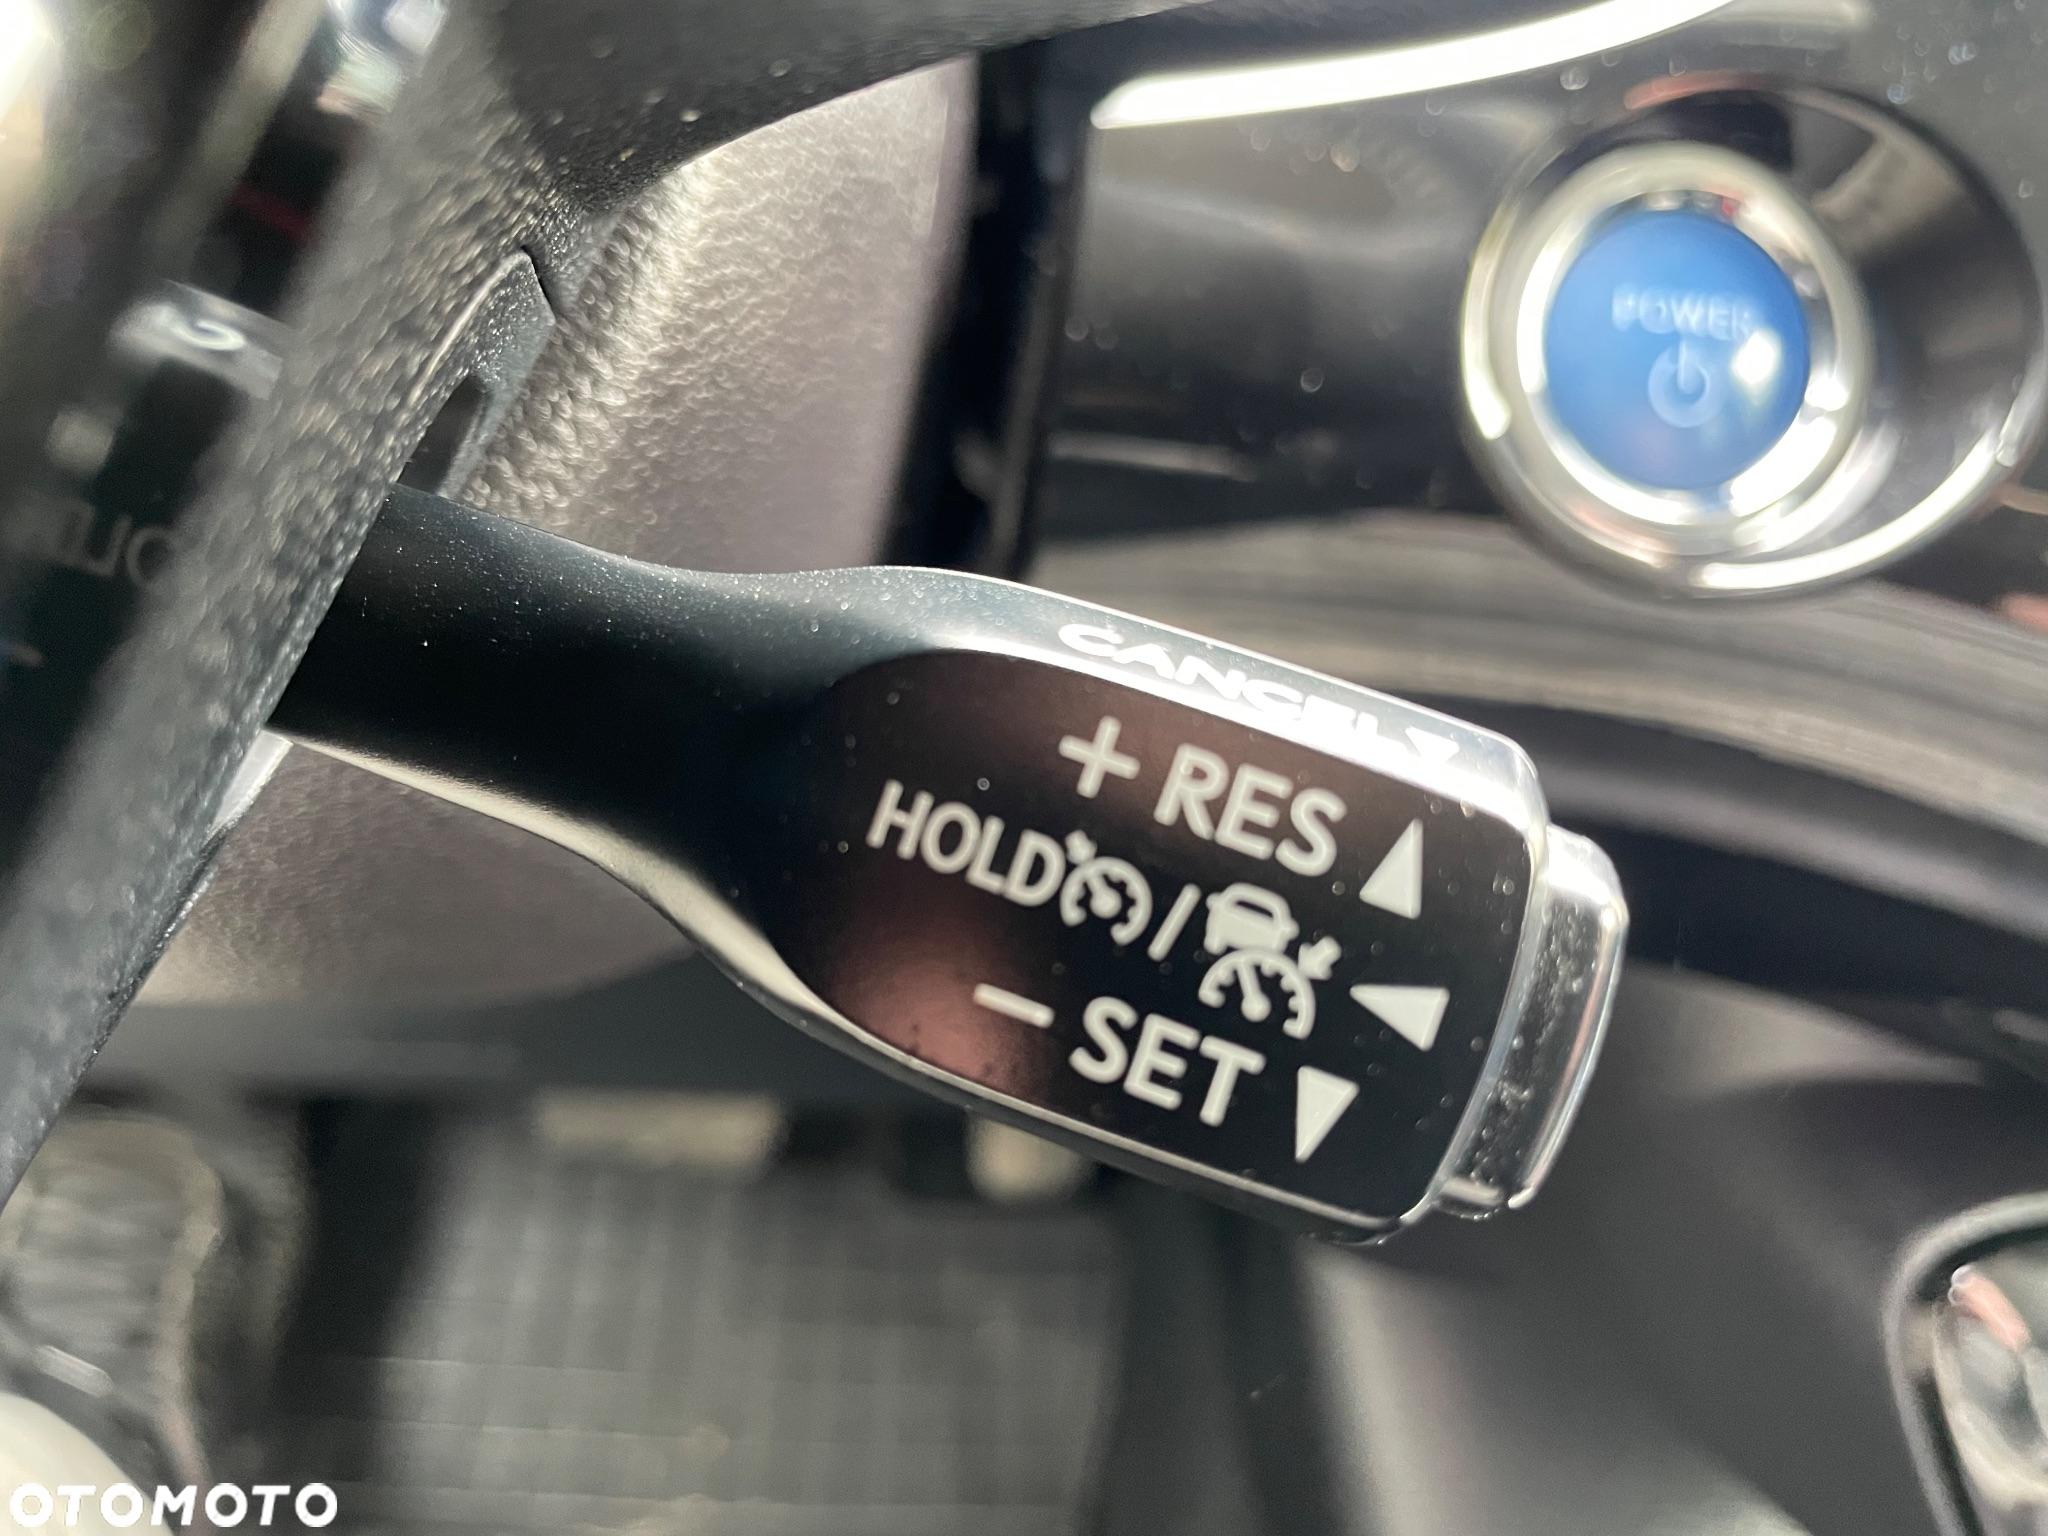 POWER
CANCEL
+ RES
HOLD /
- SET
OTOMOTO